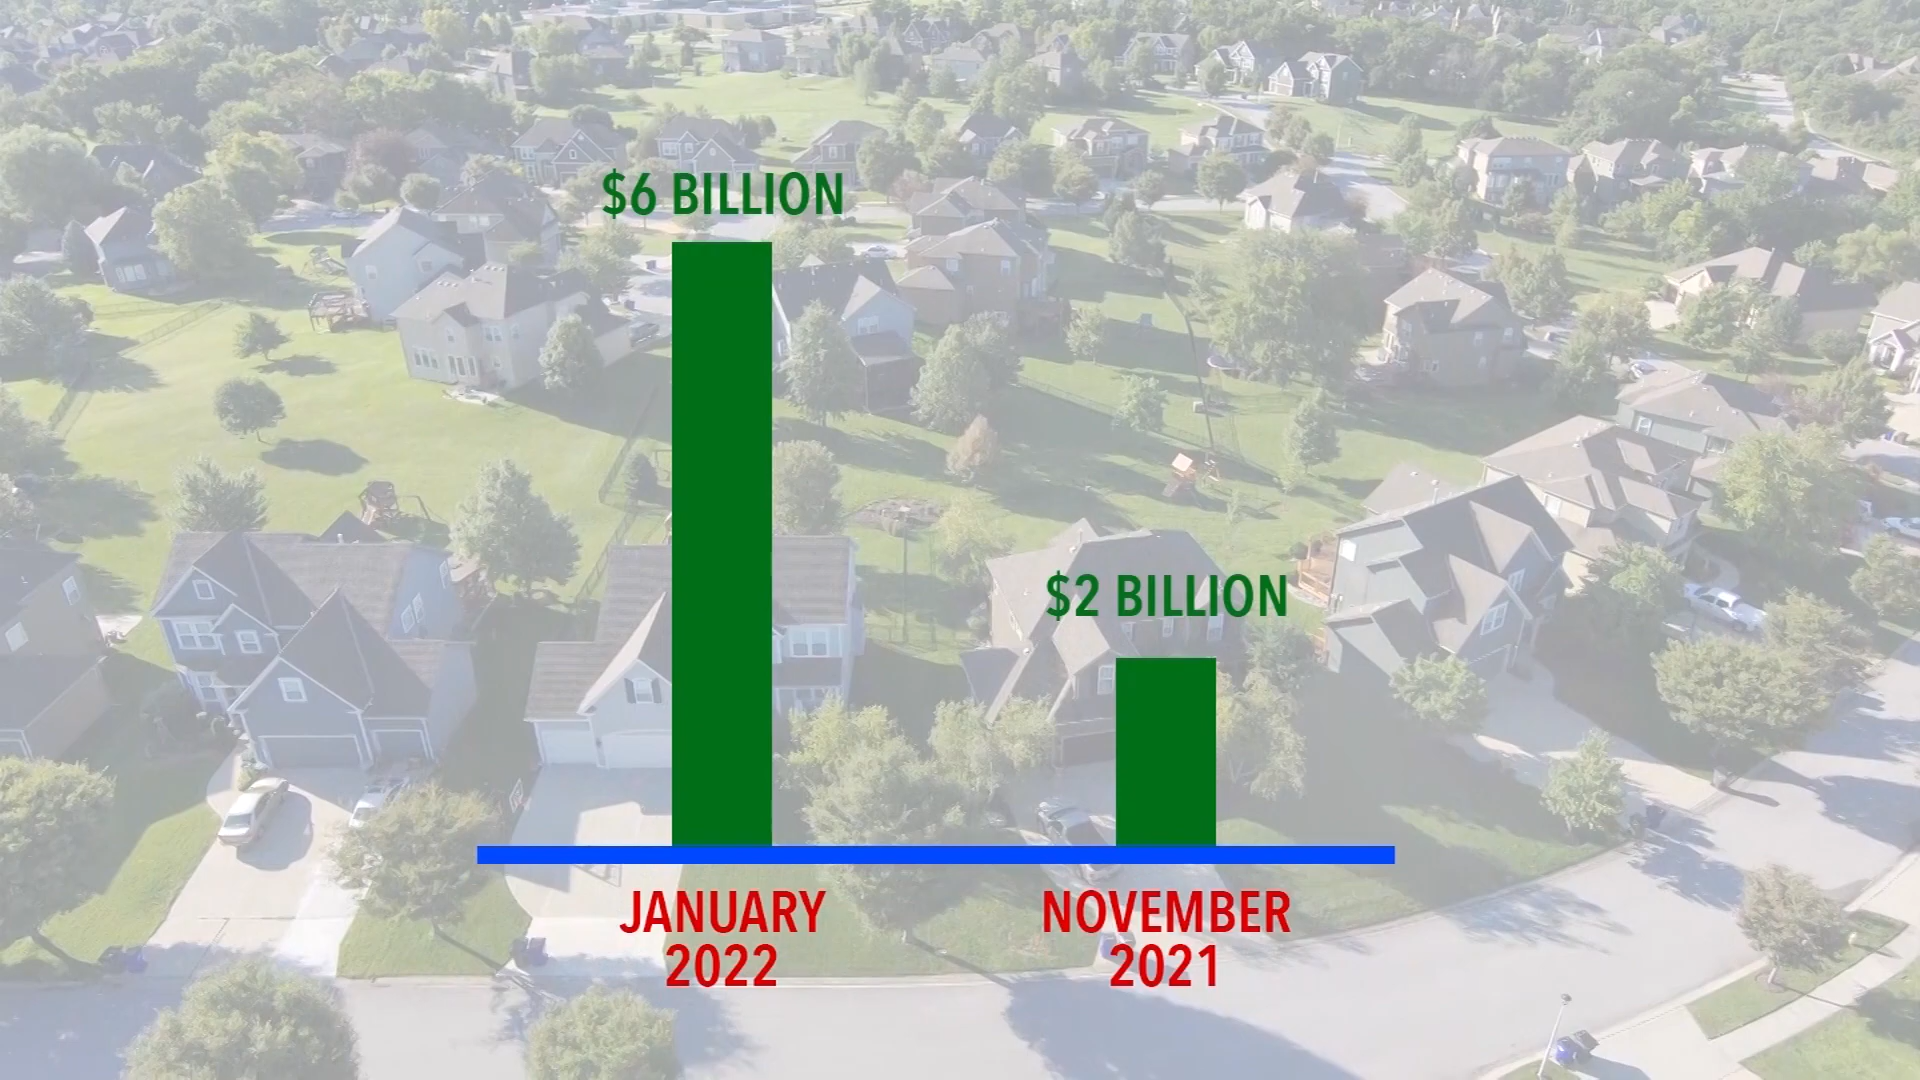 $6 BILLION
$2 BILLION
JANUARY
2022
NOVEMBER
2021